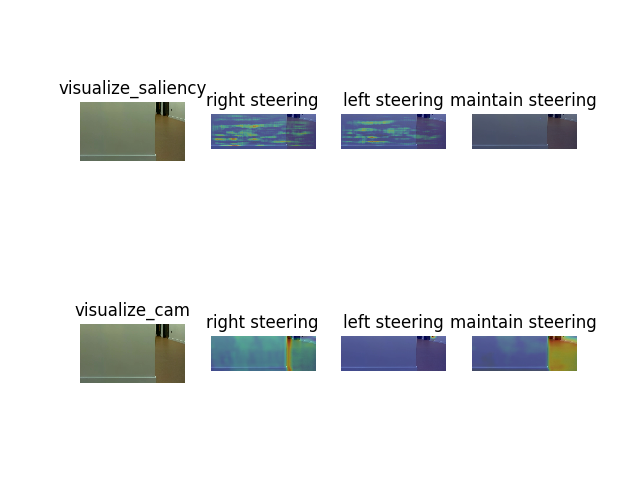 visualize_saliency
right steering
left steering
maintain steering
visualize_cam
right steering
left steering
maintain steering